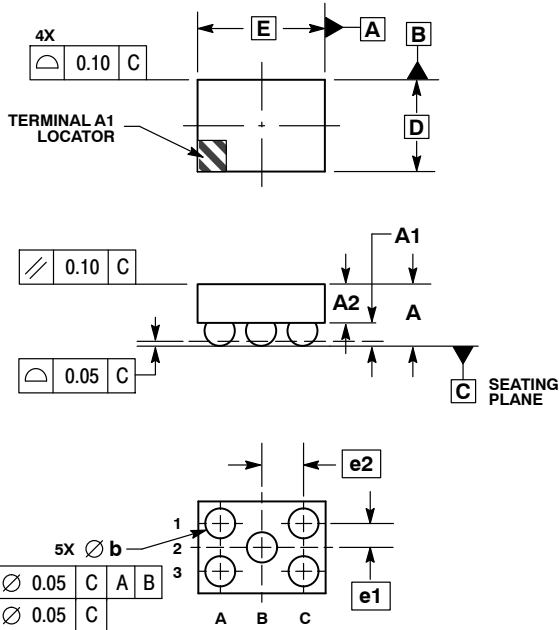 E A B
4X
⌓ 0.10 C
TERMINAL A1
LOCATOR
D
A1
⫽ 0.10 C
A2 A
⌓ 0.05 C
C SEATING
PLANE
e2
1
5X ∅ b 2
3
∅ 0.05 C A B
∅ 0.05 C
e1
A B C